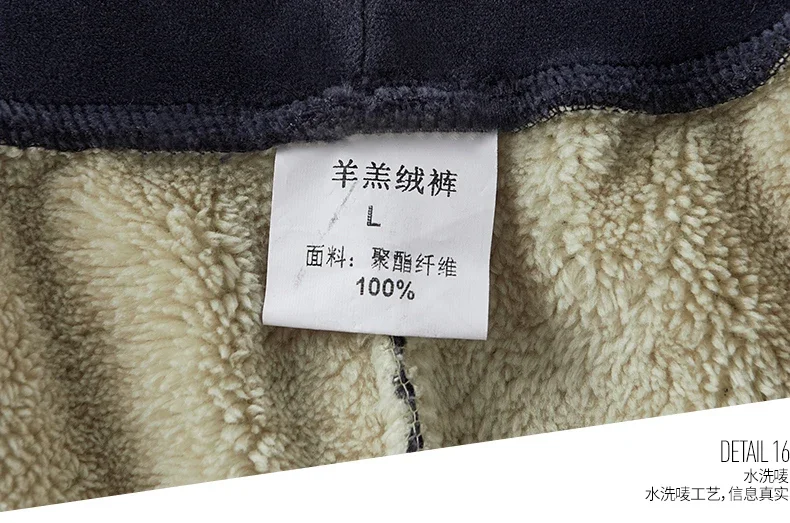 羊羔绒裤
L
面料：聚酯纤维
100%
DETAIL 16
水洗唛
水洗唛工艺，信息真实